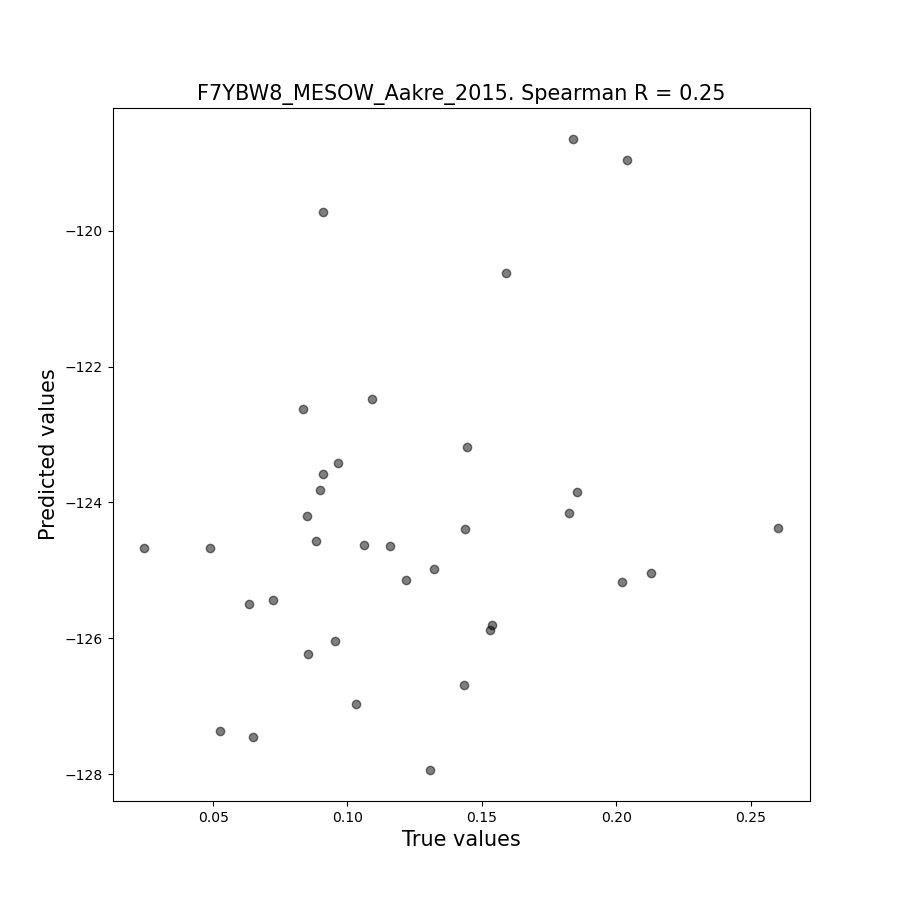 F7YBW8_MESOW_Aakre_2015. Spearman R = 0.25
−120
−122
−124
−126
−128
Predicted values
0.05 0.10 0.15 0.20 0.25
True values